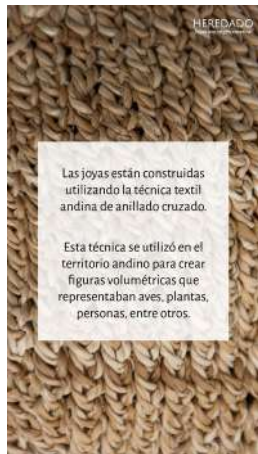 HEREDADO
Las joyas están construidas
utilizando la técnica textil
andina de anillado cruzado.
Esta técnica se utilizó en el
territorio andino para crear
figuras volumétricas que
representaban aves, plantas,
personas, entre otros.